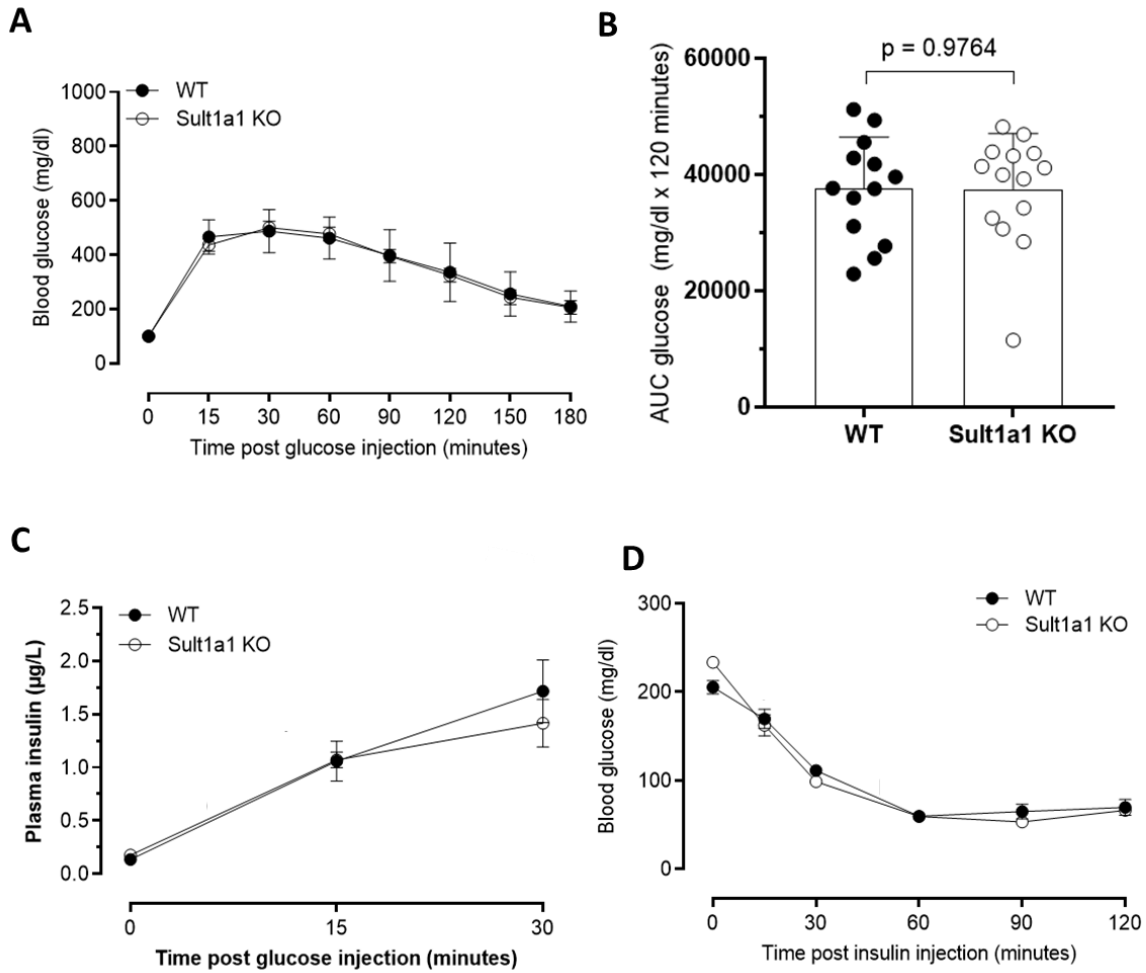 A
WT
Sult1a1 KO
Blood glucose (mg/dl)
1000
800
600
400
200
0
0 15 30 60 90 120 150 180
Time post glucose injection (minutes)
B
p = 0.9764
AUC glucose (mg/dl x 120 minutes)
60000
40000
20000
0
WT Sult1a1 KO
C
WT
Sult1a1 KO
Plasma insulin (µg/L)
2.5
2.0
1.5
1.0
0.5
0.0
0 15 30
Time post glucose injection (minutes)
D
WT
Sult1a1 KO
Blood glucose (mg/dl)
300
200
100
0
0 30 60 90 120
Time post insulin injection (minutes)